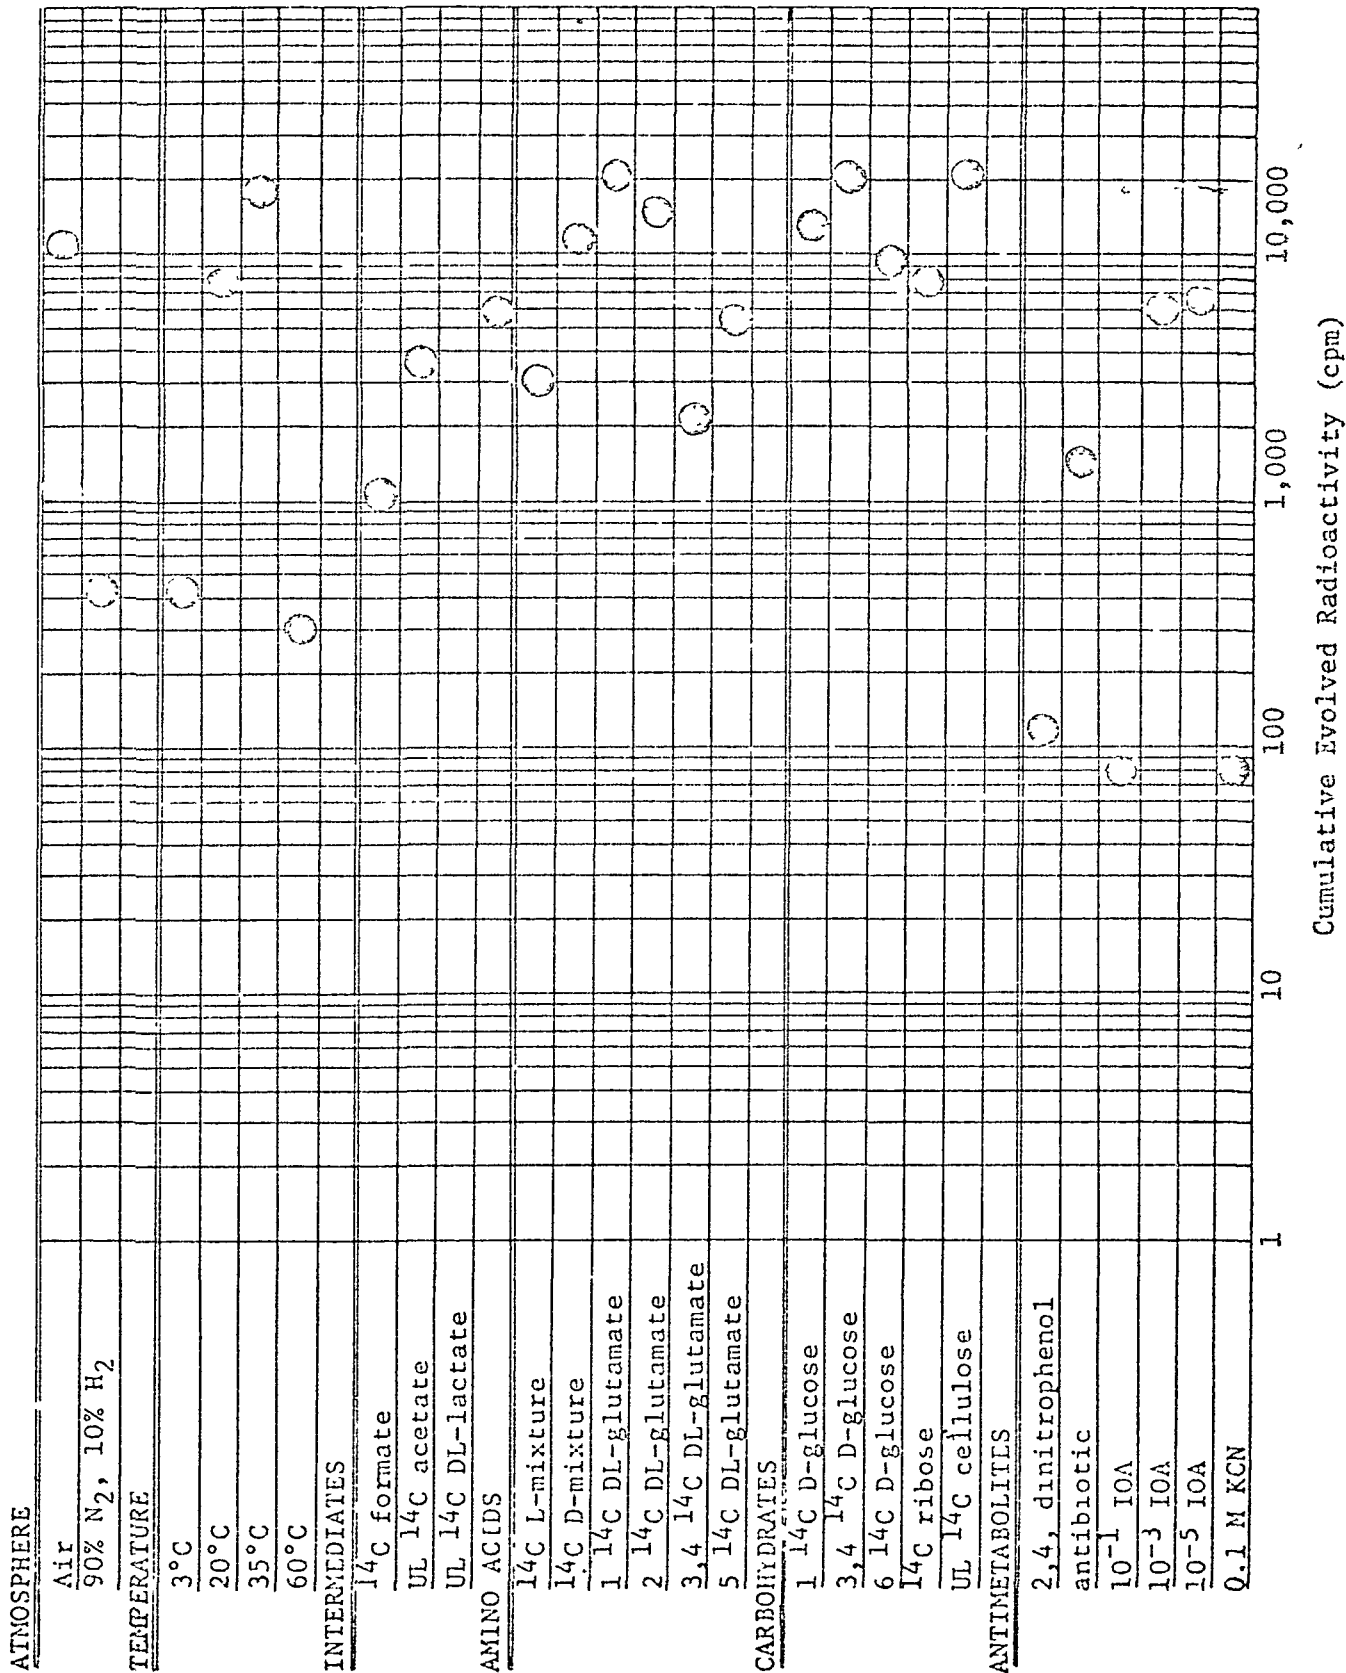 ATMOSPHERE
Air
90% N2, 10% H2
TEMPERATURE
3°C
20°C
35°C
60°C
INTERMEDIATES
14C formate
UL 14C acetate
UL 14C DL-lactate
AMINO ACIDS
14C L-mixture
14C D-mixture
1 14C DL-glutamate
2 14C DL-glutamate
3,4 14C DL-glutamate
5 14C DL-glutamate
CARBOHYDRATES
1 14C D-glucose
3,4 14C D-glucose
6 14C D-glucose
14C ribose
UL 14C cellulose
ANTIMETABOLITES
2,4, dinitrophenol
antibiotic
10-1 IOA
10-3 IOA
10-5 IOA
0.1 M KCN
1 10 100 1,000 10,000
Cumulative Evolved Radioactivity (cpm)